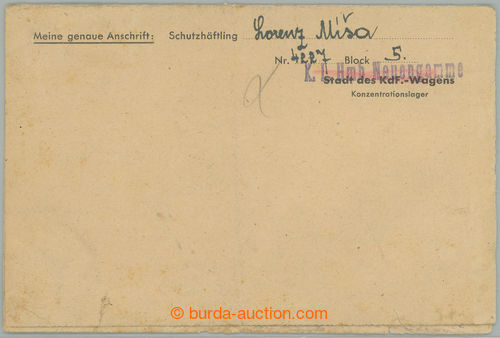 Meine genaue Anschrift: Schutzhäftling Lorenz Miša
Nr. 4227 Block 5.
K. L. Hmb. Neuengamme
Stadt des KdF.-Wagens
Konzentrationslager
burda-auction.com